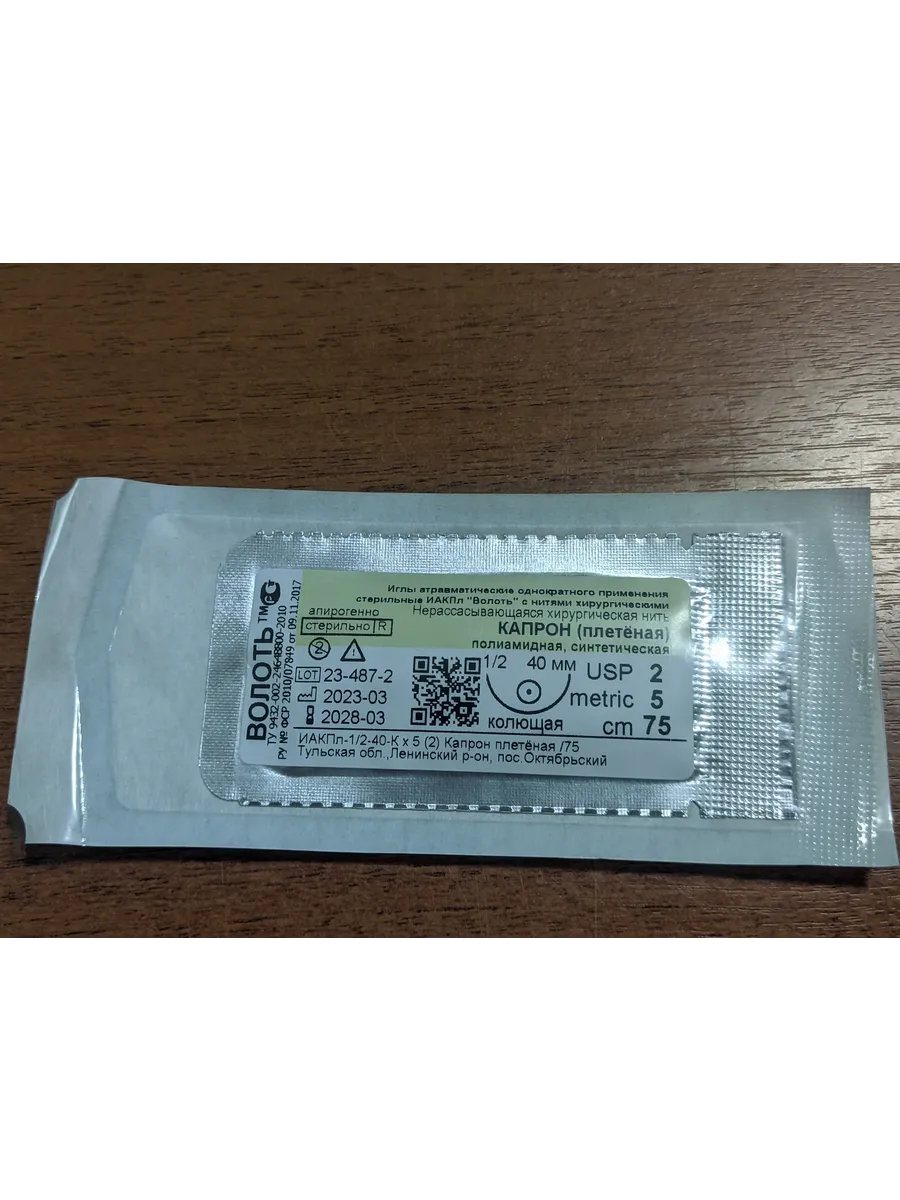 Иглы атравматические однократного применения
стерильные ИАКПл "Волоть" с нитями хирургическими
Нерассасывающаяся хирургическая нить
КАПРОН (плетёная)
полиамидная, синтетическая
апирогенно
стерильно R
ВОЛОТЬ ТМ
ТУ 9432-002-24648800-2010
РУ № ФСР 2010/07849 от 09.11.2017
2
LOT 23-487-2
2023-03
2028-03
1/2 40 мм
колющая
USP 2
metric 5
cm 75
ИАКПл-1/2-40-К х 5 (2) Капрон плетёная /75
Тульская обл.,Ленинский р-он, пос.Октябрьский